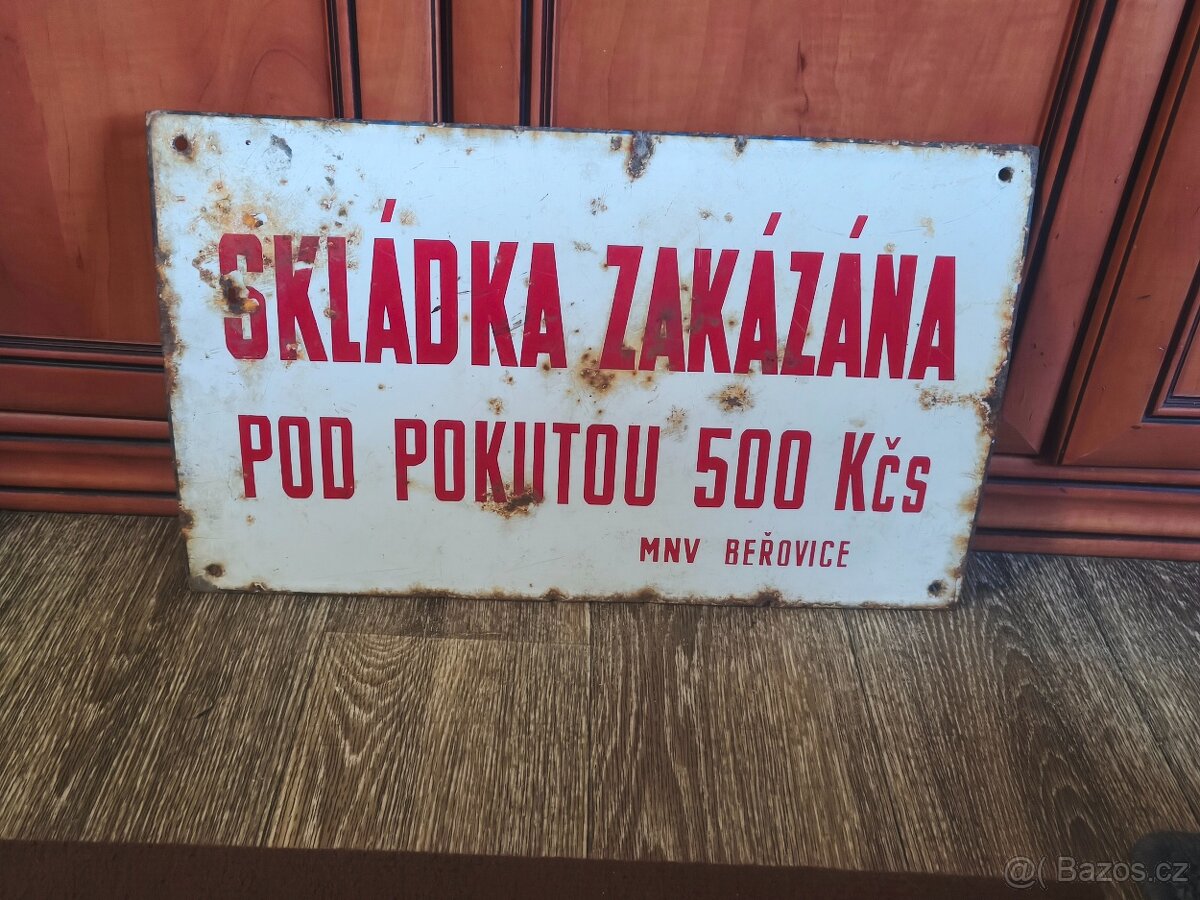 SKLÁDKA ZAKÁZÁNA
POD POKUTOU 500 Kčs
MNV BEŘOVICE
@( Bazos.cz